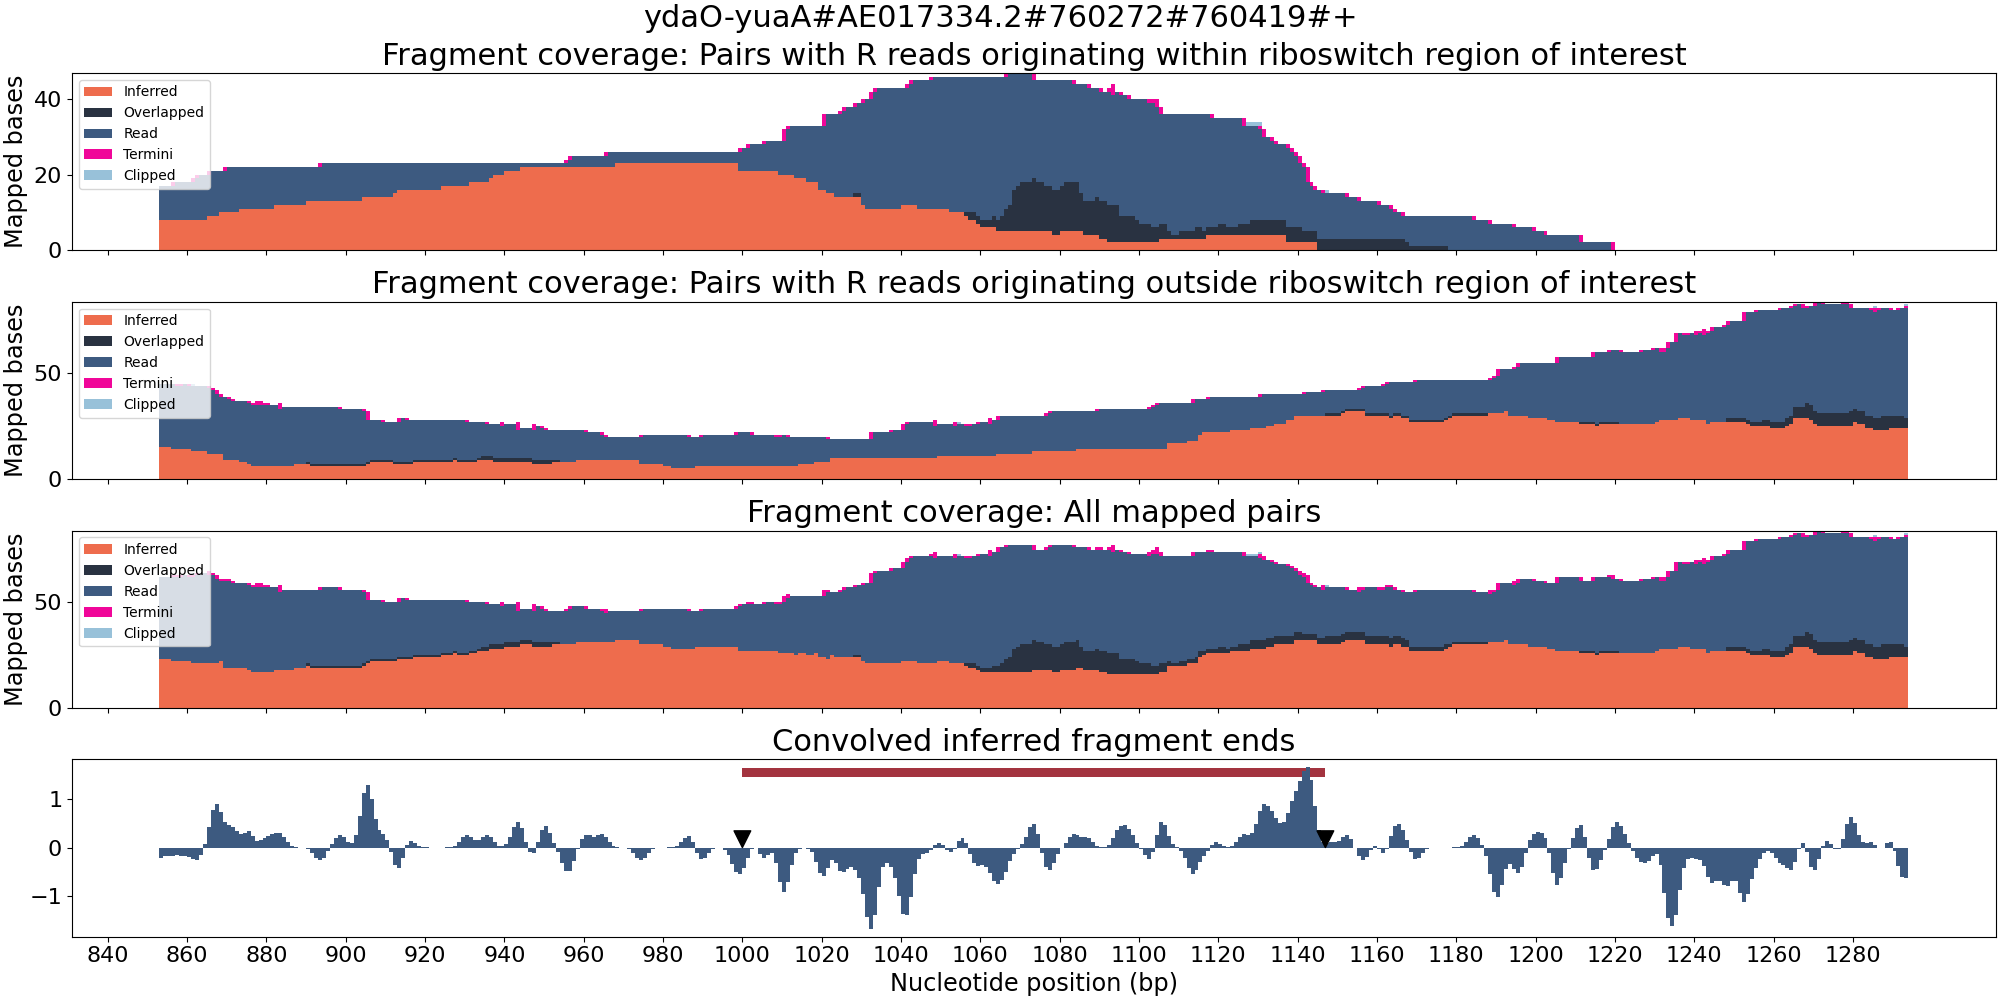 ydaO-yuaA#AE017334.2#760272#760419#+
Fragment coverage: Pairs with R reads originating within riboswitch region of interest
Mapped bases
40
20
0
Inferred
Overlapped
Read
Termini
Clipped
Fragment coverage: Pairs with R reads originating outside riboswitch region of interest
Mapped bases
50
0
Inferred
Overlapped
Read
Termini
Clipped
Fragment coverage: All mapped pairs
Mapped bases
50
0
Inferred
Overlapped
Read
Termini
Clipped
Convolved inferred fragment ends
1
0
−1
840 860 880 900 920 940 960 980 1000 1020 1040 1060 1080 1100 1120 1140 1160 1180 1200 1220 1240 1260 1280
Nucleotide position (bp)